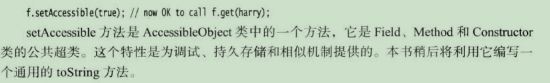 f.setAccessible(true); // now OK to call f.get(harry);
setAccessible 方法是 AccessibleObject 类中的一个方法，它是 Field、Method 和 Constructor
类的公共超类。这个特性是为调试、持久存储和相似机制提供的。本书稍后将利用它编写一
个通用的 toString 方法。